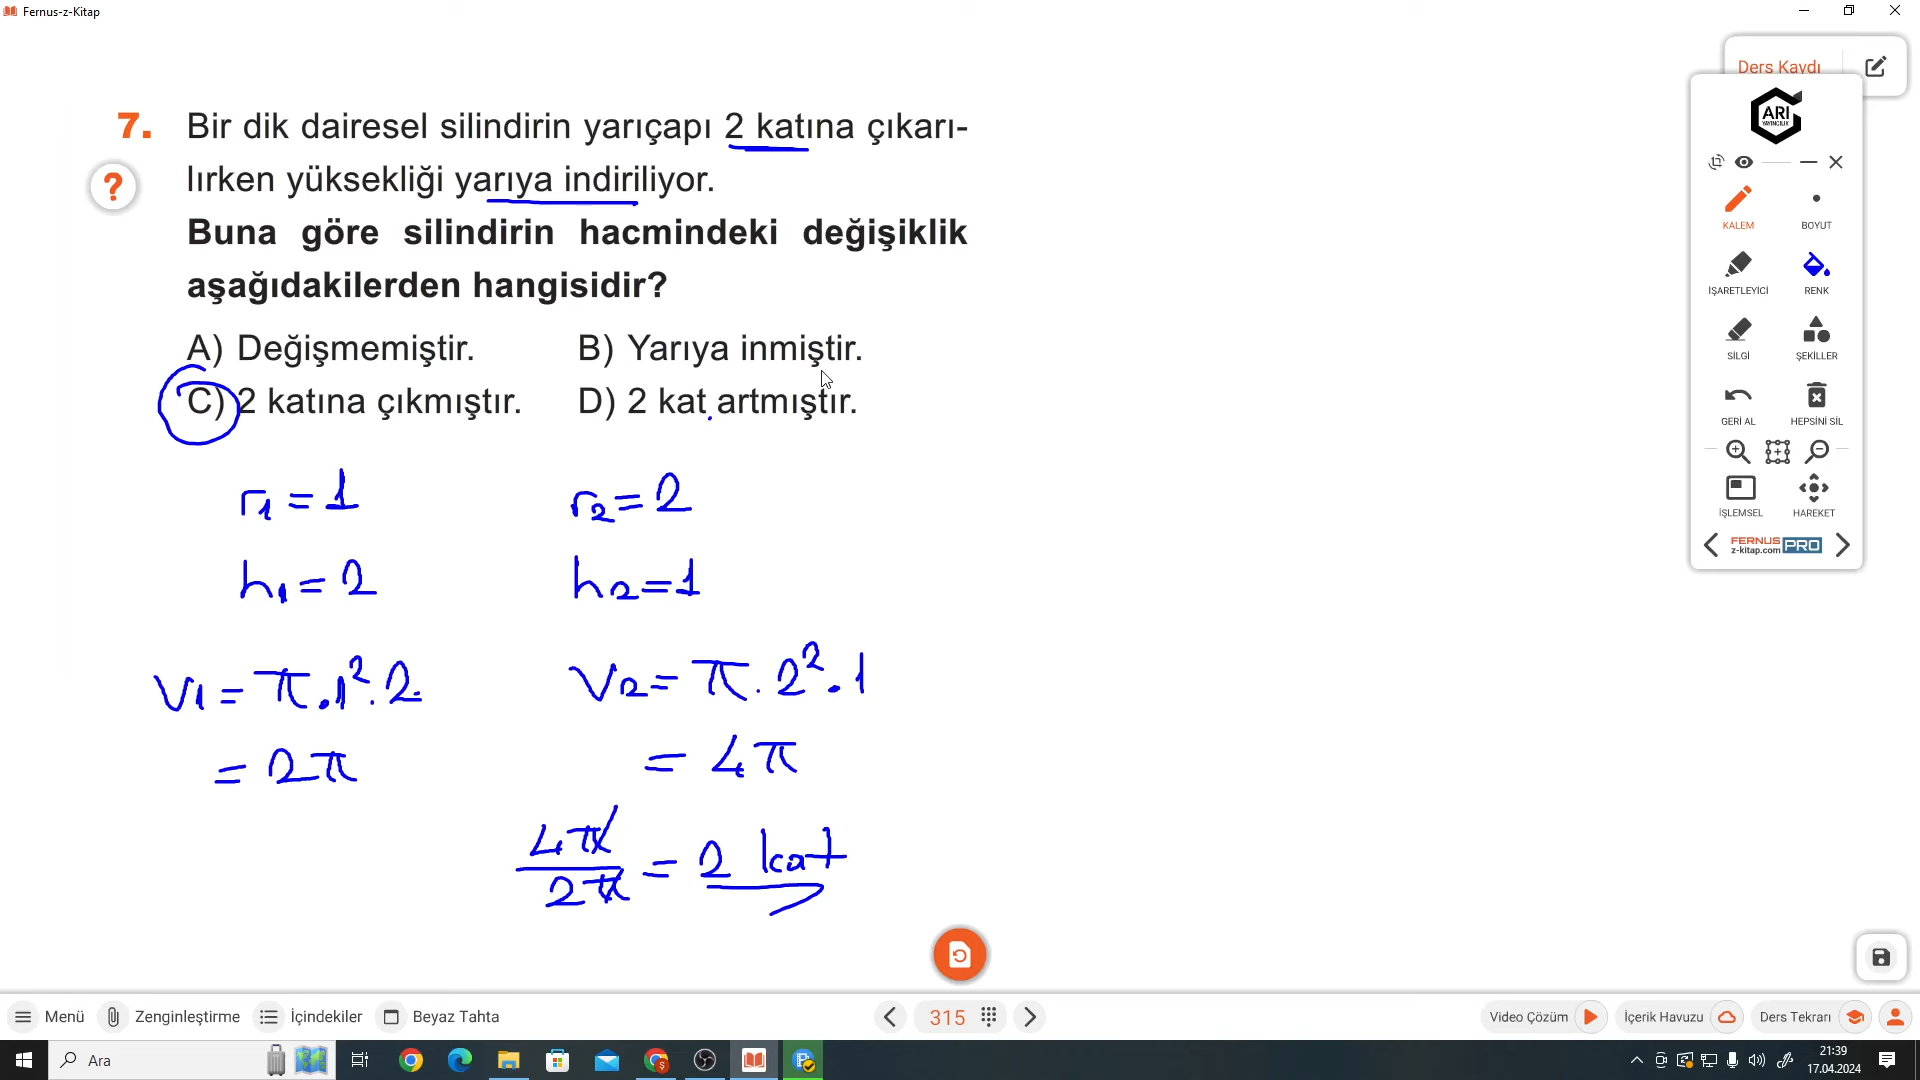 Fernus-z-Kitap
Ders Kaydı
ARI
YAYINCILIK
7. Bir dik dairesel silindirin yarıçapı 2 katına çıkarı-
lırken yüksekliği yarıya indiriliyor.
?
Buna göre silindirin hacmindeki değişiklik
aşağıdakilerden hangisidir?
A) Değişmemiştir. B) Yarıya inmiştir.
C) 2 katına çıkmıştır. D) 2 kat artmıştır.
r₁ = 1 r₂ = 2
h₁ = 2 h₂ = 1
V₁ = π.1².2 V₂ = π.2².1
= 2π = 4π
4π/2π = 2 kat
KALEM BOYUT
İŞARETLEYİCİ RENK
SİLGİ ŞEKİLLER
GERİ AL HEPSİNİ SİL
İŞLEMSEL HAREKET
FERNUS
z-kitap.com PRO
Menü Zenginleştirme İçindekiler Beyaz Tahta 315 Video Çözüm İçerik Havuzu Ders Tekrarı
Ara
21:39
17.04.2024